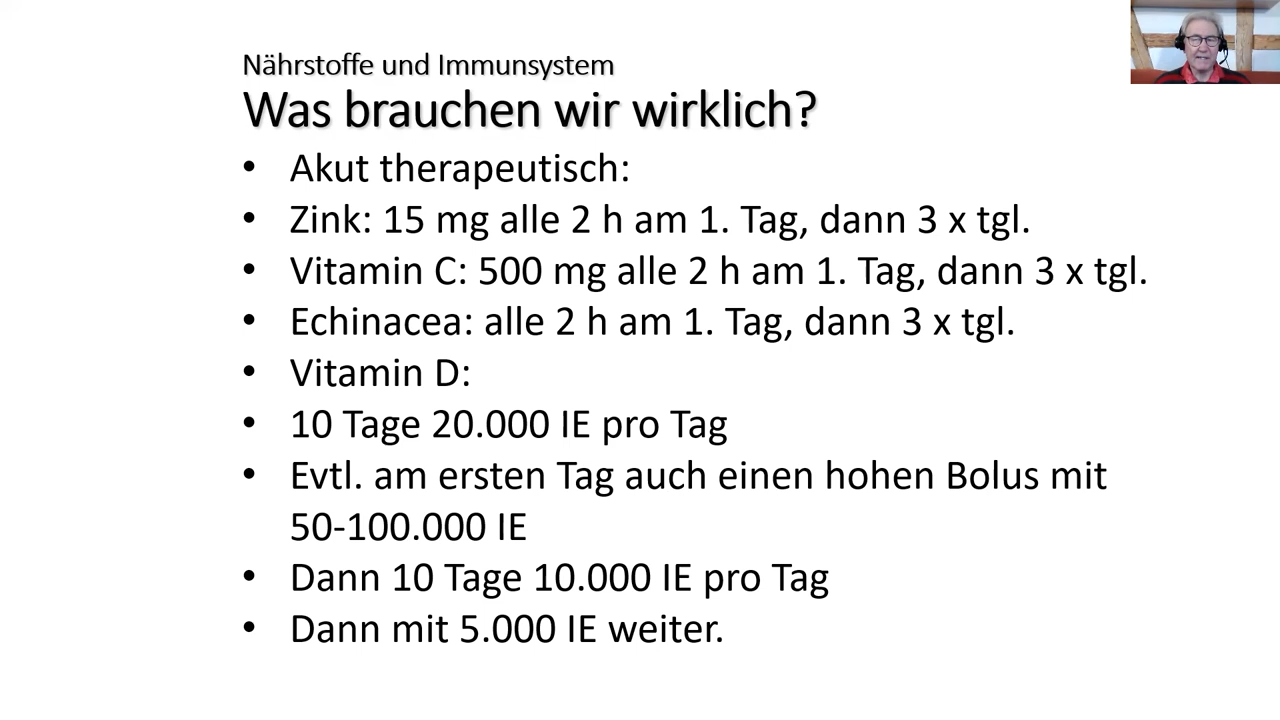 Nährstoffe und Immunsystem
Was brauchen wir wirklich?
• Akut therapeutisch:
• Zink: 15 mg alle 2 h am 1. Tag, dann 3 x tgl.
• Vitamin C: 500 mg alle 2 h am 1. Tag, dann 3 x tgl.
• Echinacea: alle 2 h am 1. Tag, dann 3 x tgl.
• Vitamin D:
• 10 Tage 20.000 IE pro Tag
• Evtl. am ersten Tag auch einen hohen Bolus mit
50-100.000 IE
• Dann 10 Tage 10.000 IE pro Tag
• Dann mit 5.000 IE weiter.